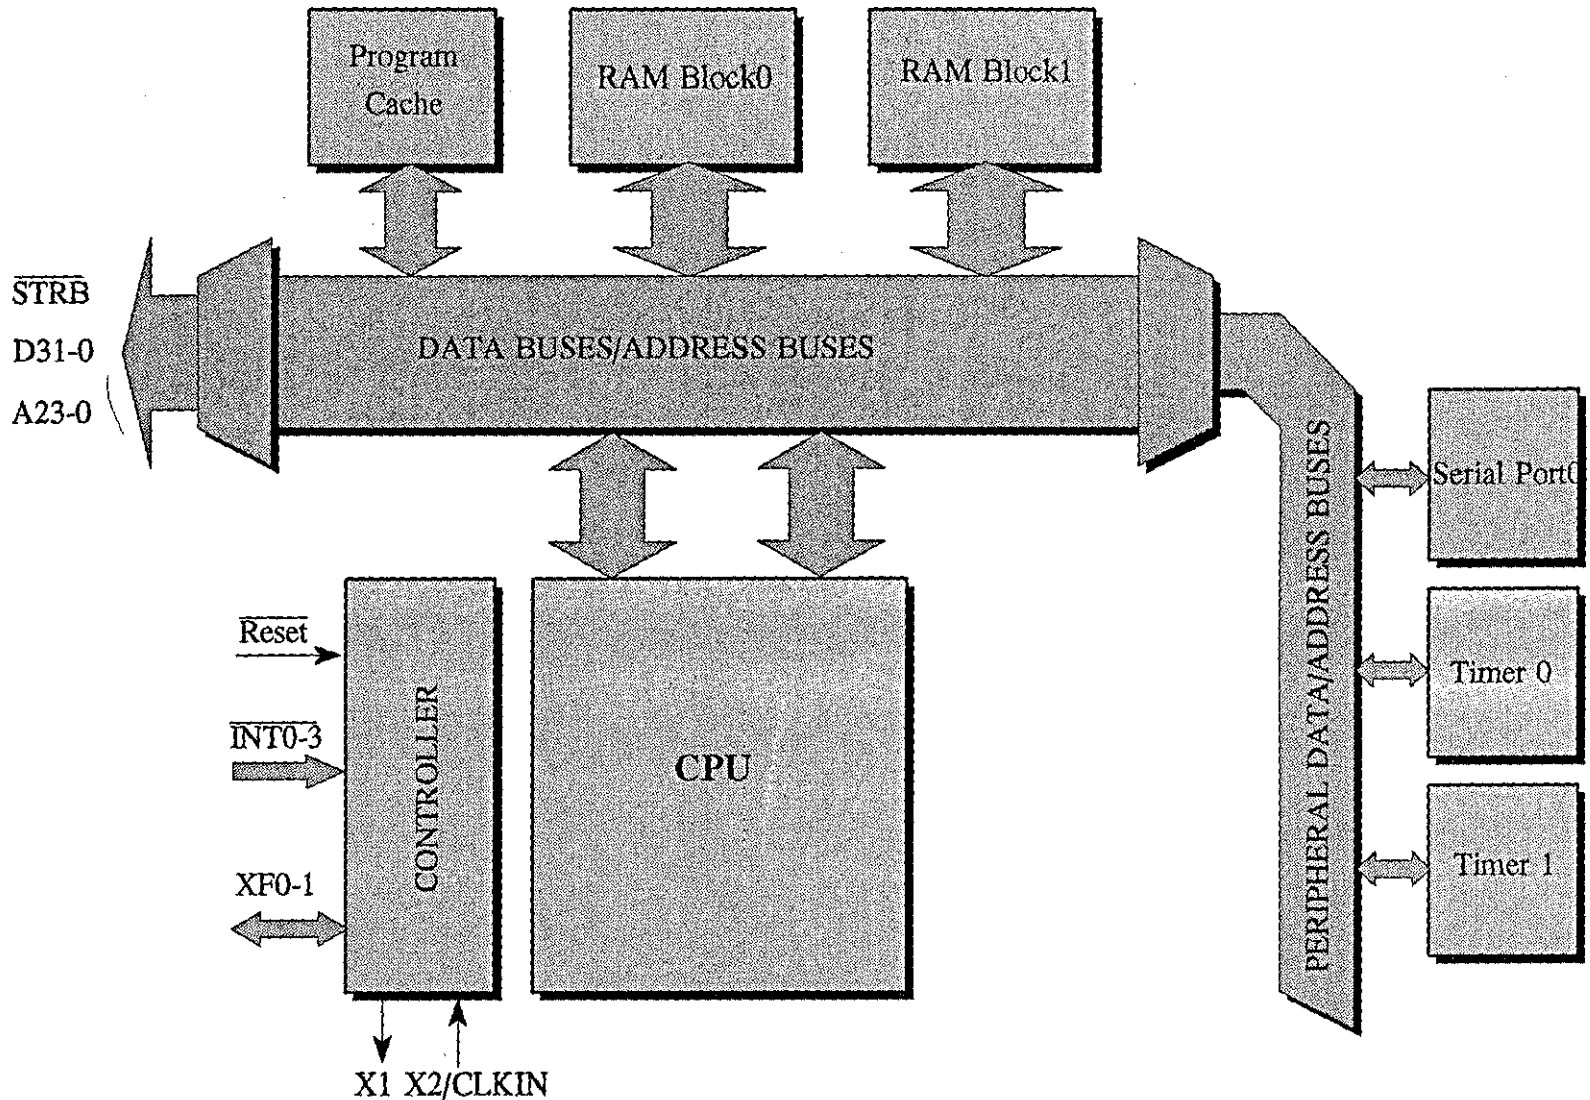 Program
Cache
RAM Block0
RAM Block1
STRB
D31-0
A23-0
DATA BUSES/ADDRESS BUSES
PERIPHERAL DATA/ADDRESS BUSES
Serial Port0
Timer 0
Timer 1
Reset
INT0-3
XF0-1
CONTROLLER
CPU
X1 X2/CLKIN